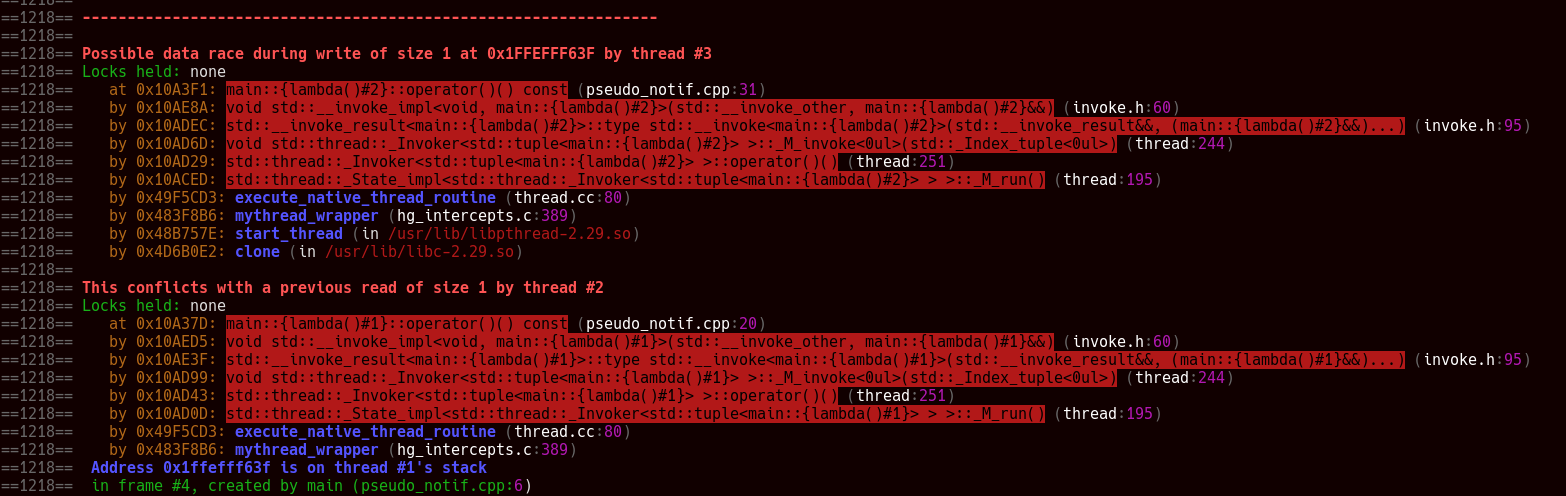 ==1218== ----------------------------------------------------------------
==1218==
==1218== Possible data race during write of size 1 at 0x1FFEFFF63F by thread #3
==1218== Locks held: none
==1218==    at 0x10A3F1: main::{lambda()#2}::operator()() const (pseudo_notif.cpp:31)
==1218==    by 0x10AE8A: void std::__invoke_impl<void, main::{lambda()#2}>(std::__invoke_other, main::{lambda()#2}&&) (invoke.h:60)
==1218==    by 0x10ADEC: std::__invoke_result<main::{lambda()#2}>::type std::__invoke<main::{lambda()#2}>(std::__invoke_result&&, (main::{lambda()#2}&&)...) (invoke.h:95)
==1218==    by 0x10AD6D: void std::thread::_Invoker<std::tuple<main::{lambda()#2}> >::_M_invoke<0ul>(std::_Index_tuple<0ul>) (thread:244)
==1218==    by 0x10AD29: std::thread::_Invoker<std::tuple<main::{lambda()#2}> >::operator()() (thread:251)
==1218==    by 0x10ACED: std::thread::_State_impl<std::thread::_Invoker<std::tuple<main::{lambda()#2}> > >::_M_run() (thread:195)
==1218==    by 0x49F5CD3: execute_native_thread_routine (thread.cc:80)
==1218==    by 0x483F8B6: mythread_wrapper (hg_intercepts.c:389)
==1218==    by 0x48B757E: start_thread (in /usr/lib/libpthread-2.29.so)
==1218==    by 0x4D6B0E2: clone (in /usr/lib/libc-2.29.so)
==1218==
==1218== This conflicts with a previous read of size 1 by thread #2
==1218== Locks held: none
==1218==    at 0x10A37D: main::{lambda()#1}::operator()() const (pseudo_notif.cpp:20)
==1218==    by 0x10AED5: void std::__invoke_impl<void, main::{lambda()#1}>(std::__invoke_other, main::{lambda()#1}&&) (invoke.h:60)
==1218==    by 0x10AE3F: std::__invoke_result<main::{lambda()#1}>::type std::__invoke<main::{lambda()#1}>(std::__invoke_result&&, (main::{lambda()#1}&&)...) (invoke.h:95)
==1218==    by 0x10AD99: void std::thread::_Invoker<std::tuple<main::{lambda()#1}> >::_M_invoke<0ul>(std::_Index_tuple<0ul>) (thread:244)
==1218==    by 0x10AD43: std::thread::_Invoker<std::tuple<main::{lambda()#1}> >::operator()() (thread:251)
==1218==    by 0x10AD0D: std::thread::_State_impl<std::thread::_Invoker<std::tuple<main::{lambda()#1}> > >::_M_run() (thread:195)
==1218==    by 0x49F5CD3: execute_native_thread_routine (thread.cc:80)
==1218==    by 0x483F8B6: mythread_wrapper (hg_intercepts.c:389)
==1218==  Address 0x1ffefff63f is on thread #1's stack
==1218==  in frame #4, created by main (pseudo_notif.cpp:6)